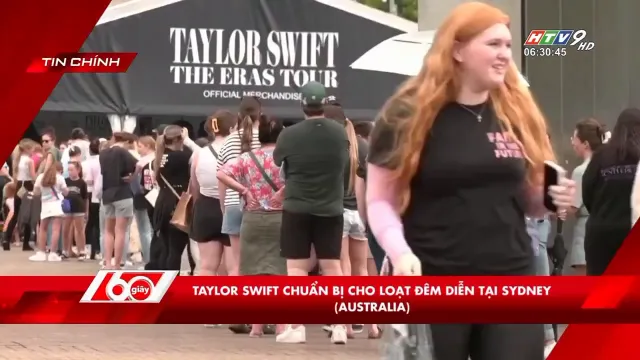 TIN CHÍNH
TAYLOR SWIFT
THE ERAS TOUR
OFFICIAL MERCHANDISE
HTV9 HD
06:30:45
60 giây
TAYLOR SWIFT CHUẨN BỊ CHO LOẠT ĐÊM DIỄN TẠI SYDNEY
(AUSTRALIA)